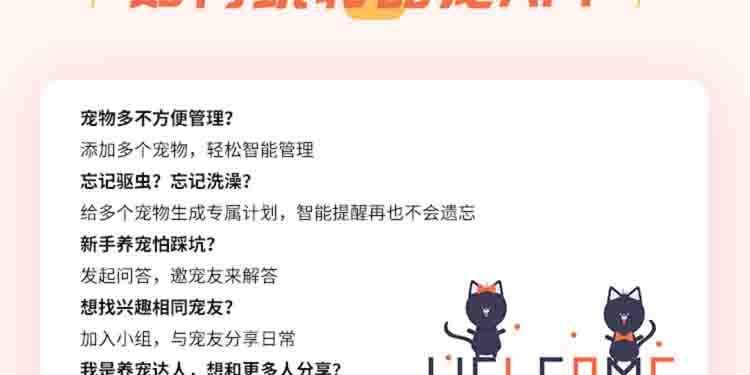 宠物多不方便管理？
添加多个宠物，轻松智能管理
忘记驱虫？忘记洗澡？
给多个宠物生成专属计划，智能提醒再也不会遗忘
新手养宠怕踩坑？
发起问答，邀宠友来解答
想找兴趣相同宠友？
加入小组，与宠友分享日常
我是养宠达人，想和更多人分享？
WELCOME